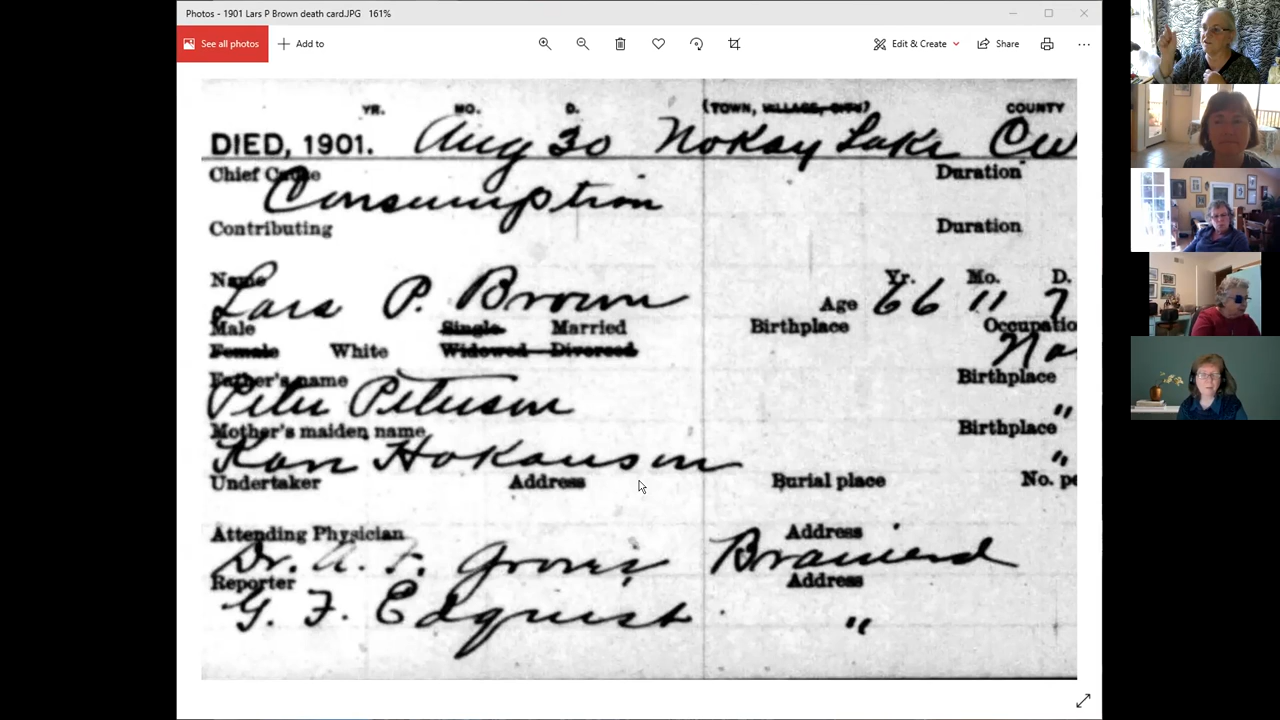 Photos - 1901 Lars P Brown death card.JPG 161%
See all photos Add to Edit & Create Share
YR. MO. D. (TOWN, VILLAGE, CITY) COUNTY
DIED, 1901. Aug 30 Nokay Lake
Chief Cause Duration
Consumption
Contributing Duration
Name Yr. Mo. D.
Lars P. Brown Age 66 11 7
Male Single Married Birthplace Occupatio
Female White Widowed Divorced
Father's name Birthplace
Peter Peterson "
Mother's maiden name Birthplace
Kari Hokanson "
Undertaker Address Burial place No. pe
Attending Physician Address
Dr. A. F. Groves Brainerd
Reporter Address
G. F. Edquist "